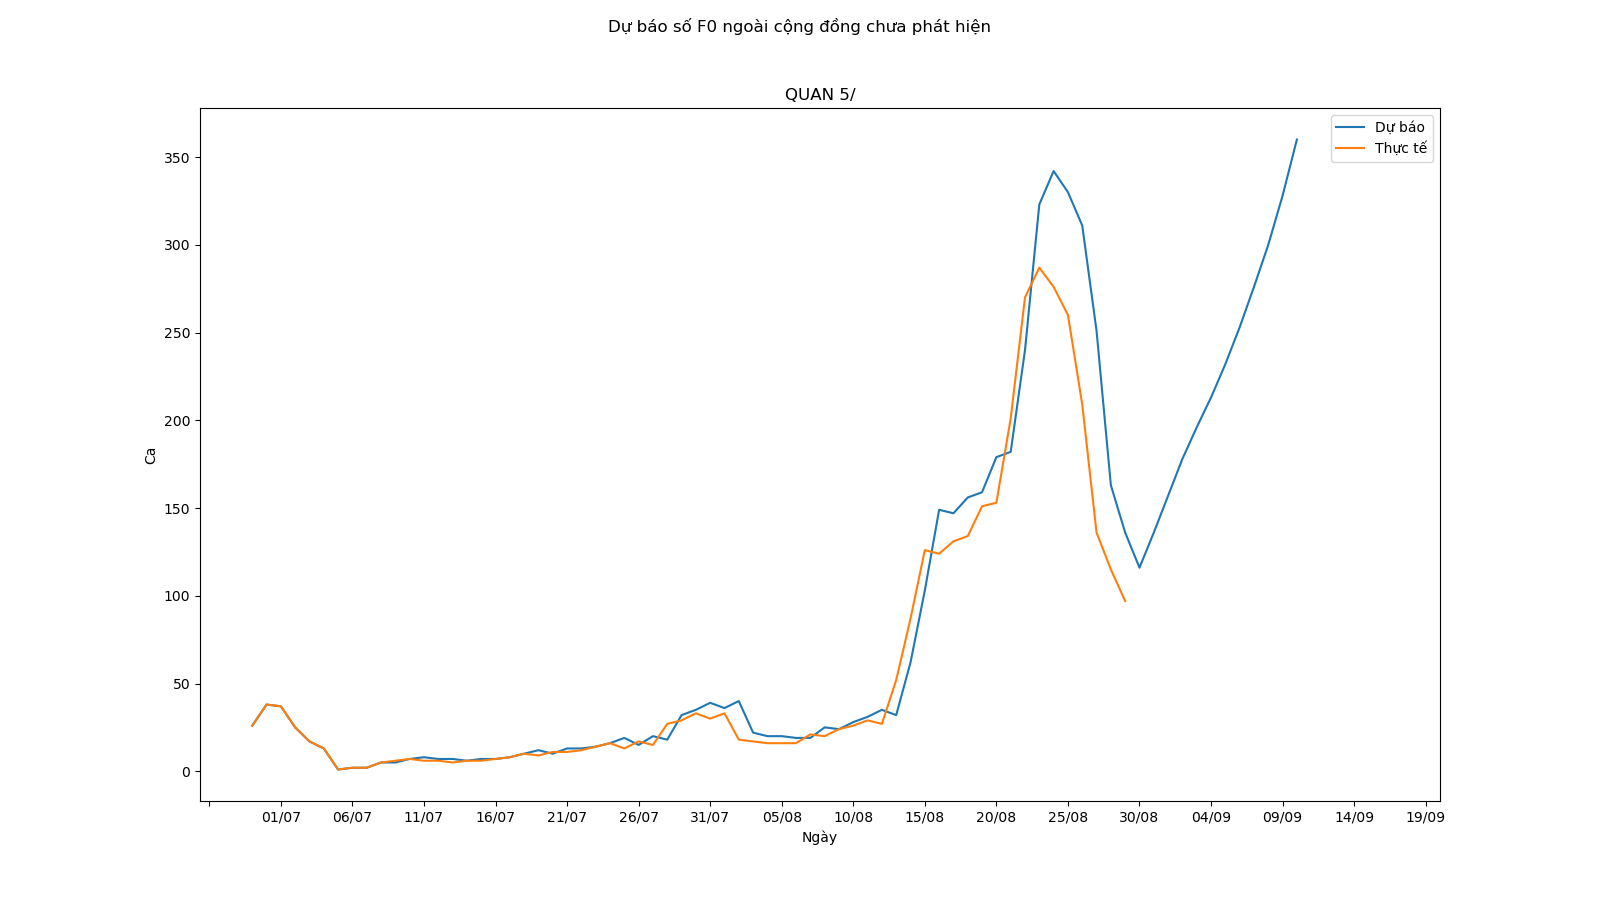 Dự báo số F0 ngoài cộng đồng chưa phát hiện
QUAN 5/
Dự báo
Thực tế
350
300
250
200
150
100
50
0
Ca
01/07 06/07 11/07 16/07 21/07 26/07 31/07 05/08 10/08 15/08 20/08 25/08 30/08 04/09 09/09 14/09 19/09
Ngày